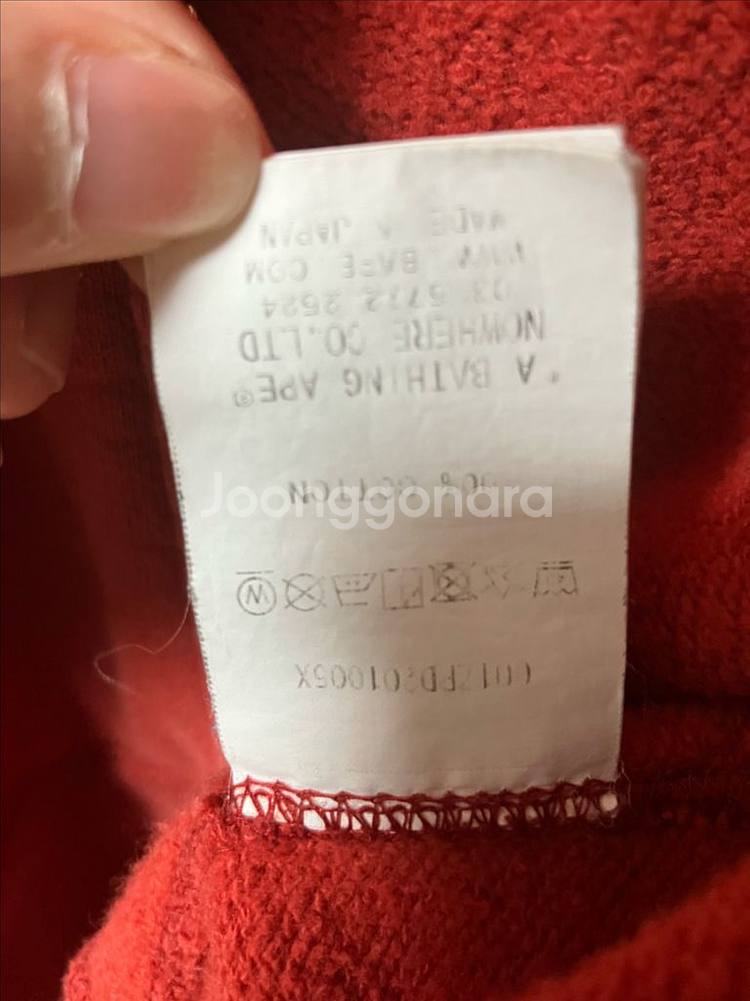 001ZPD201005X
W
COTTON
Joonggonara
* A BATHING APE®
NOWHERE CO.LTD
03 5772 2524
WWW . BAPE COM
MADE IN JAPAN